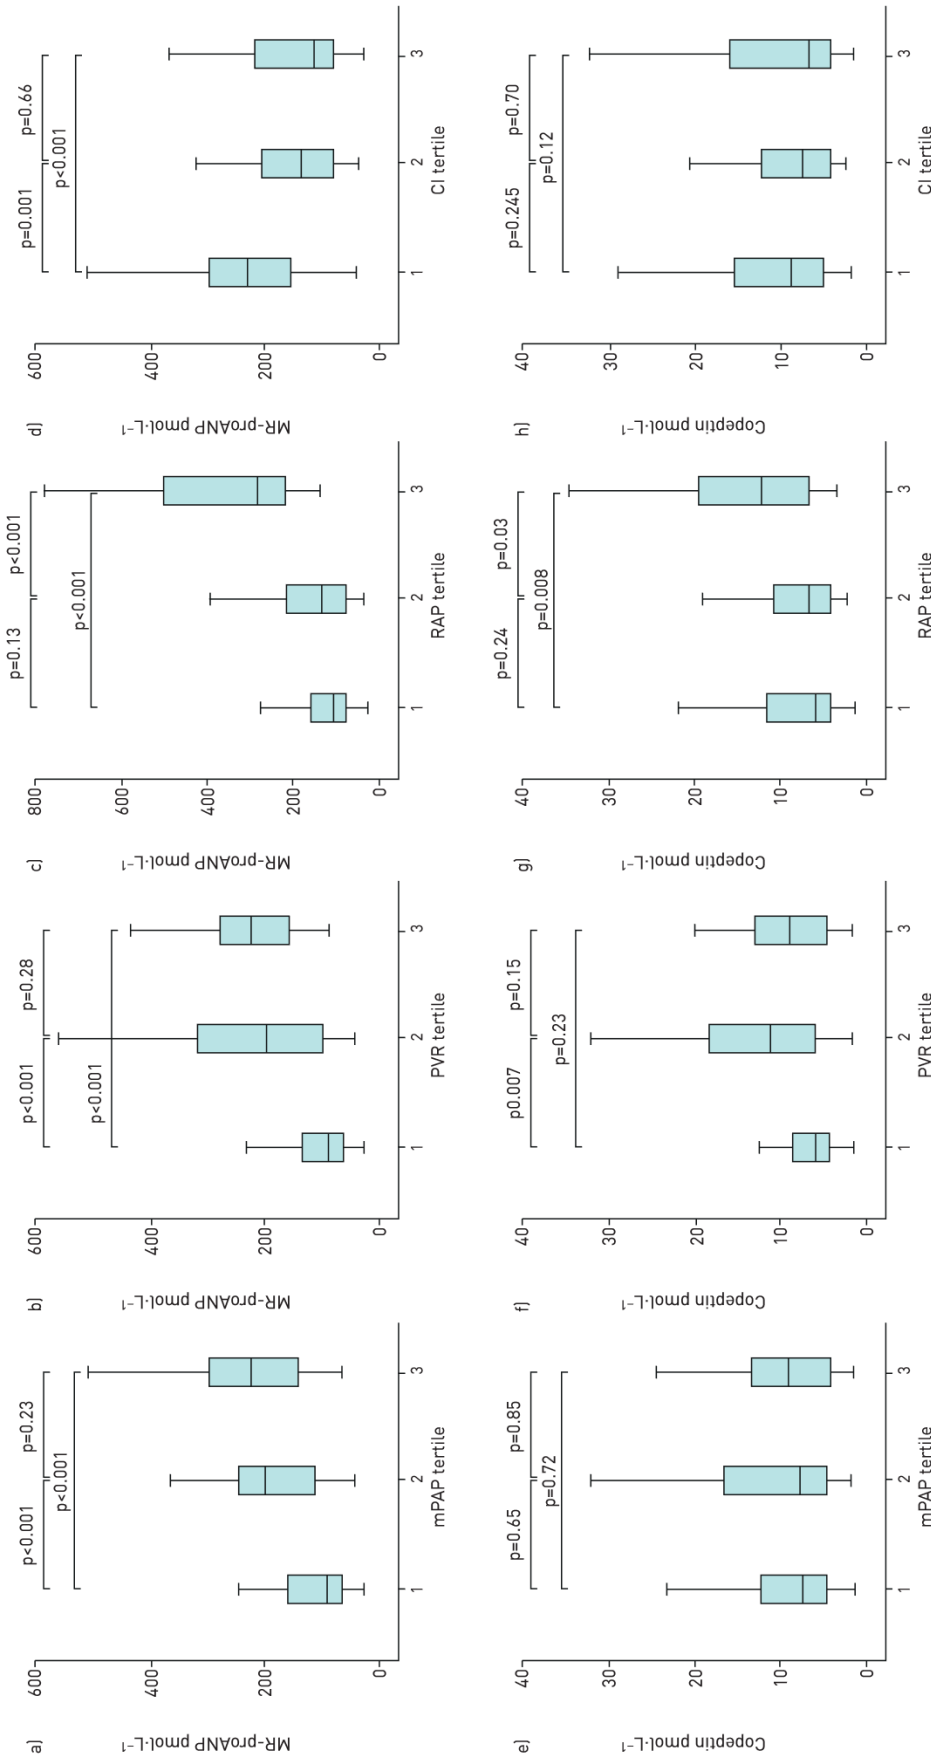 a)
MR-proANP pmol·L⁻¹
600
400
200
0
p<0.001
p=0.23
p<0.001
1
2
3
mPAP tertile
b)
MR-proANP pmol·L⁻¹
600
400
200
0
p<0.001
p=0.28
p<0.001
1
2
3
PVR tertile
c)
MR-proANP pmol·L⁻¹
800
600
400
200
0
p=0.13
p<0.001
p<0.001
1
2
3
RAP tertile
d)
MR-proANP pmol·L⁻¹
600
400
200
0
p=0.001
p=0.66
p<0.001
1
2
3
CI tertile
e)
Copeptin pmol·L⁻¹
40
30
20
10
0
p=0.65
p=0.85
p=0.72
1
2
3
mPAP tertile
f)
Copeptin pmol·L⁻¹
40
30
20
10
0
p0.007
p=0.15
p=0.23
1
2
3
PVR tertile
g)
Copeptin pmol·L⁻¹
40
30
20
10
0
p=0.24
p=0.03
p=0.008
1
2
3
RAP tertile
h)
Copeptin pmol·L⁻¹
40
30
20
10
0
p=0.245
p=0.70
p=0.12
1
2
3
CI tertile